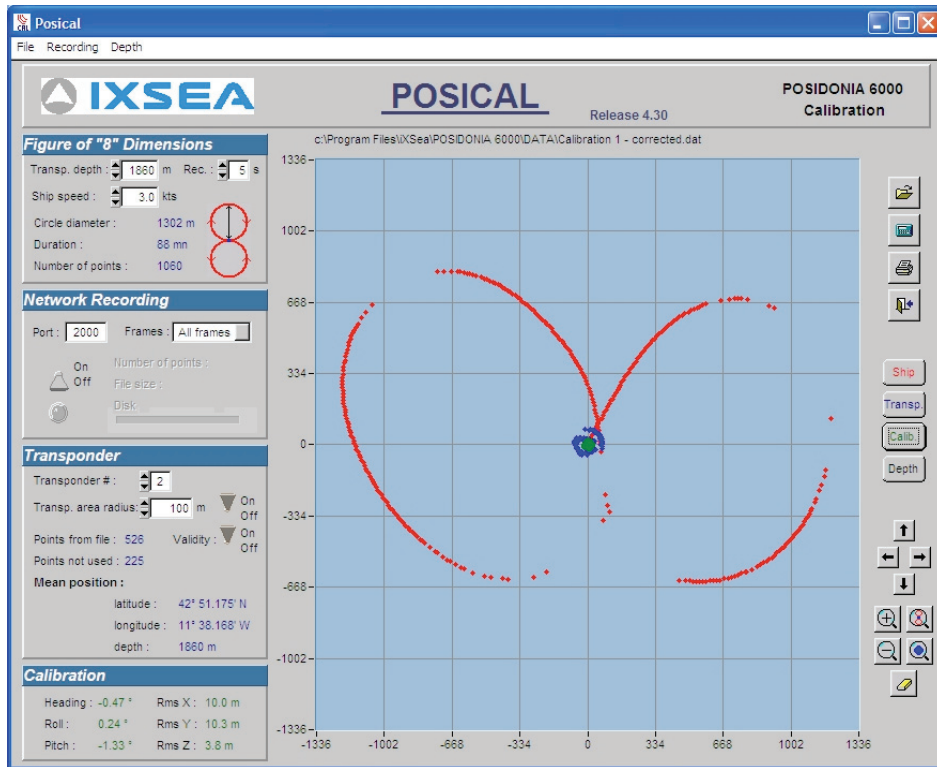 Posical
File Recording Depth
IXSEA
POSICAL
Release 4.30
POSIDONIA 6000
Calibration
Figure of "8" Dimensions
Transp. depth : 1860 m Rec. : 5 s
Ship speed : 3.0 kts
Circle diameter : 1302 m
Duration : 88 mn
Number of points : 1060
Network Recording
Port : 2000 Frames : All frames
On
Off
Number of points :
File size :
Disk
Transponder
Transponder # : 2
Transp. area radius: 100 m On
Off
Points from file : 526 Validity : On
Off
Points not used : 225
Mean position :
latitude : 42° 51.175' N
longitude : 11° 38.168' W
depth : 1860 m
Calibration
Heading : -0.47 ° Rms X : 10.0 m
Roll : 0.24 ° Rms Y : 10.3 m
Pitch : -1.33 ° Rms Z : 3.8 m
c:\Program Files\iXSea\POSIDONIA 6000\DATA\Calibration 1 - corrected.dat
1336
1002
668
334
0
-334
-668
-1002
-1336
-1336 -1002 -668 -334 0 334 668 1002 1336
Ship
Transp.
Calib.
Depth